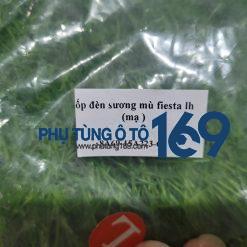 ốp đèn sương mù fiesta lh
(mạ )
PHỤ TÙNG Ô TÔ 169
www.phutung169.com